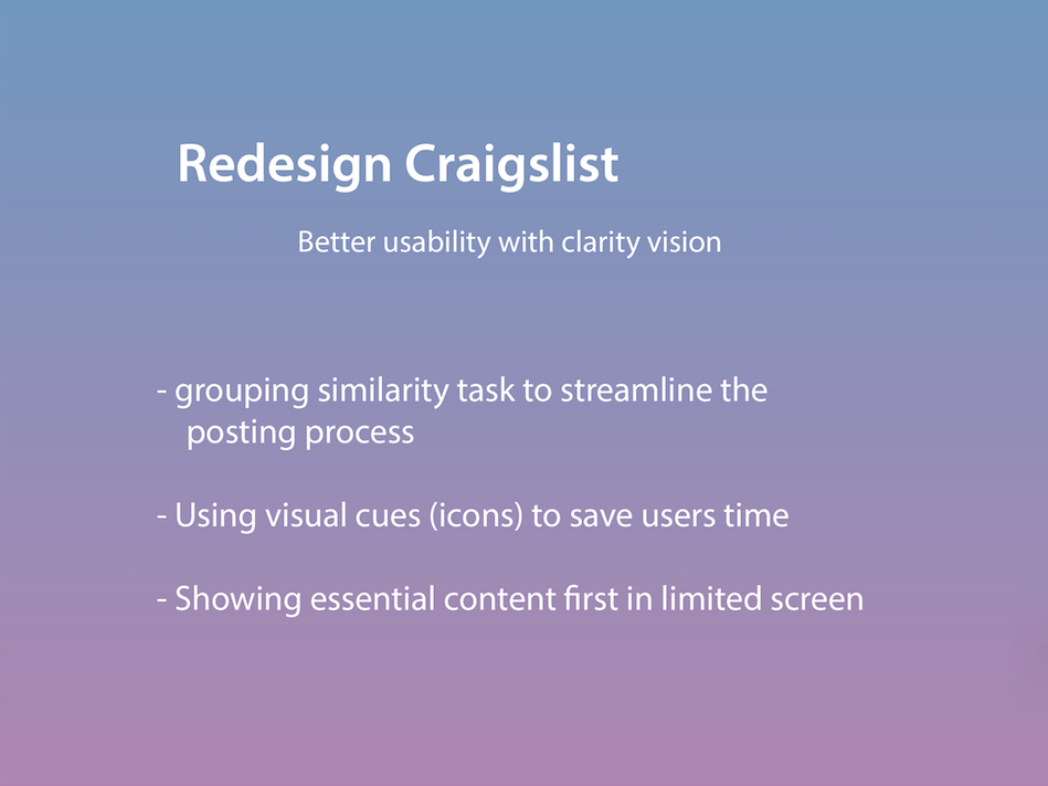 Redesign Craigslist
Better usability with clarity vision
- grouping similarity task to streamline the
posting process
- Using visual cues (icons) to save users time
- Showing essential content first in limited screen